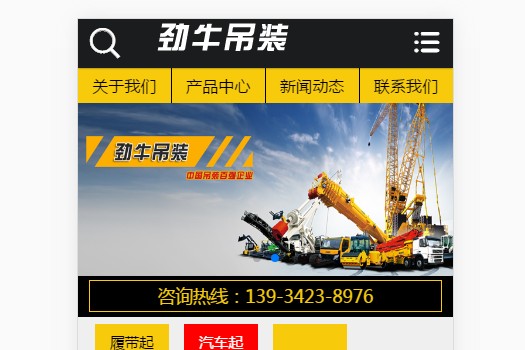 劲牛吊装
关于我们 产品中心 新闻动态 联系我们
劲牛吊装
中国吊装百强企业
咨询热线：139-3423-8976
履带起 汽车起